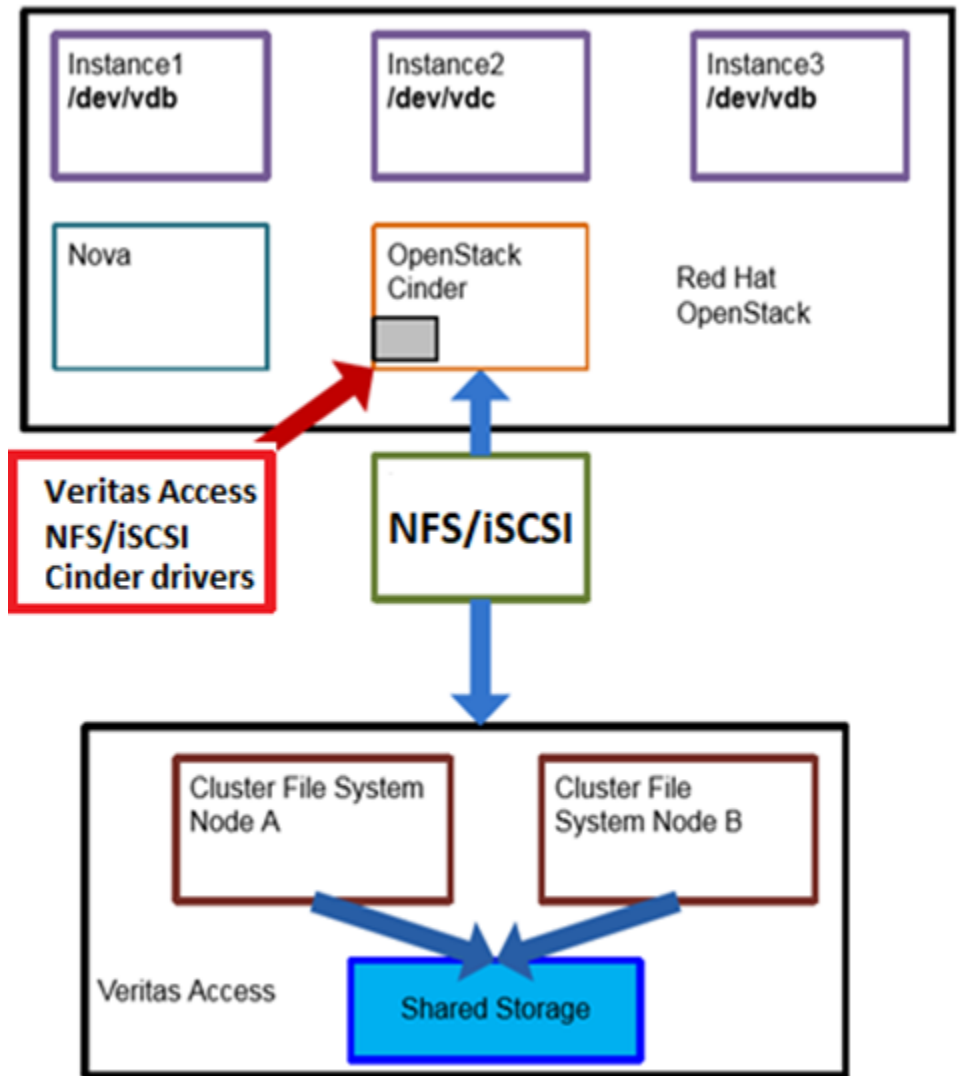 Instance1
/dev/vdb
Instance2
/dev/vdc
Instance3
/dev/vdb
Nova
OpenStack
Cinder
Red Hat
OpenStack
Veritas Access
NFS/iSCSI
Cinder drivers
NFS/iSCSI
Cluster File System
Node A
Cluster File
System Node B
Veritas Access
Shared Storage